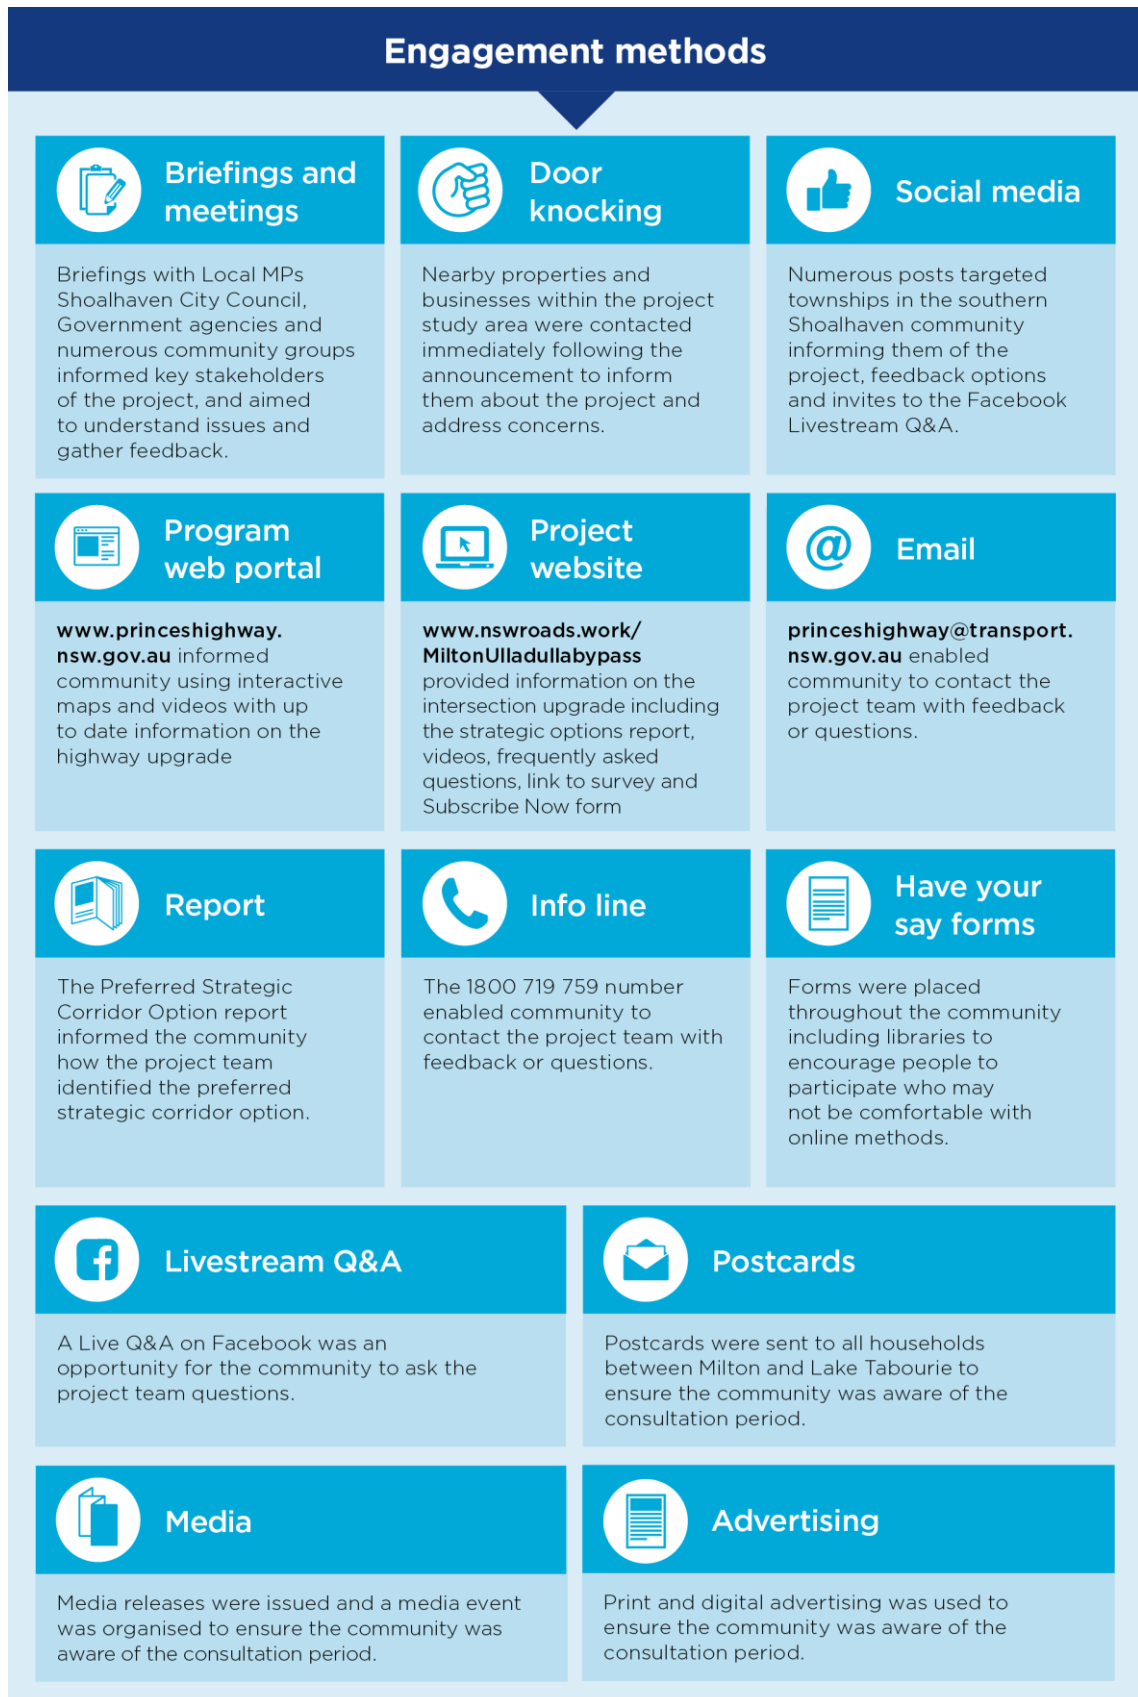 Engagement methods
Briefings and
meetings
Briefings with Local MPs
Shoalhaven City Council,
Government agencies and
numerous community groups
informed key stakeholders
of the project, and aimed
to understand issues and
gather feedback.
Door
knocking
Nearby properties and
businesses within the project
study area were contacted
immediately following the
announcement to inform
them about the project and
address concerns.
Social media
Numerous posts targeted
townships in the southern
Shoalhaven community
informing them of the
project, feedback options
and invites to the Facebook
Livestream Q&A.
Program
web portal
www.princeshighway.
nsw.gov.au informed
community using interactive
maps and videos with up
to date information on the
highway upgrade
Project
website
www.nswroads.work/
MiltonUlladullabypass
provided information on the
intersection upgrade including
the strategic options report,
videos, frequently asked
questions, link to survey and
Subscribe Now form
@
Email
princeshighway@transport.
nsw.gov.au enabled
community to contact the
project team with feedback
or questions.
Report
The Preferred Strategic
Corridor Option report
informed the community
how the project team
identified the preferred
strategic corridor option.
Info line
The 1800 719 759 number
enabled community to
contact the project team with
feedback or questions.
Have your
say forms
Forms were placed
throughout the community
including libraries to
encourage people to
participate who may
not be comfortable with
online methods.
Livestream Q&A
A Live Q&A on Facebook was an
opportunity for the community to ask the
project team questions.
Postcards
Postcards were sent to all households
between Milton and Lake Tabourie to
ensure the community was aware of the
consultation period.
Media
Media releases were issued and a media event
was organised to ensure the community was
aware of the consultation period.
Advertising
Print and digital advertising was used to
ensure the community was aware of the
consultation period.